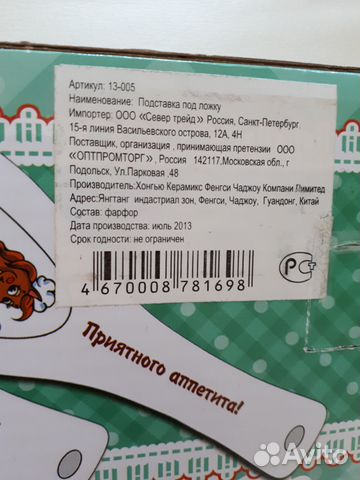 Артикул: 13-005
Наименование: Подставка под ложку
Импортер: ООО «Север трейд» Россия, Санкт-Петербург,
15-я линия Васильевского острова, 12А, 4Н
Поставщик, организация , принимающая претензии ООО
«ОПТПРОМТОРГ», Россия 142117,Московская обл., г
Подольск, Ул.Парковая 48
Производитель:Хонгью Керамикс Фенгси Чаджоу Компани Лимитед
Адрес:Янгтанг индастриал зон, Фенгси, Чаджоу, Гуандонг, Китай
Состав: фарфор
Дата производства: июль 2013
Срок годности: не ограничен
4 670008 781698
Приятного аппетита!
Avito